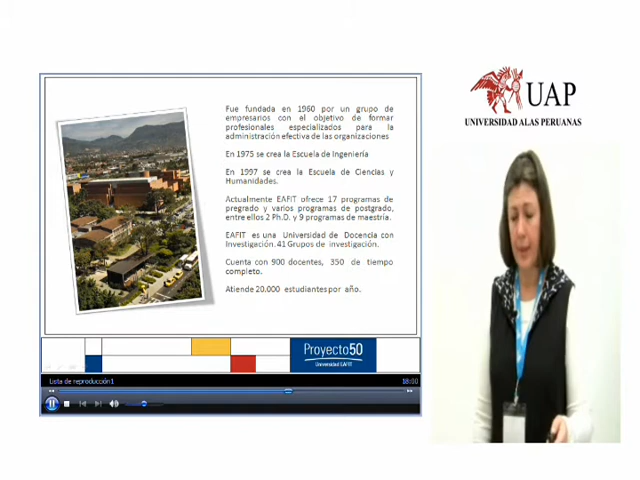 Fue fundada en 1960 por un grupo de
empresarios con el objetivo de formar
profesionales especializados para la
administración efectiva de las organizaciones
En 1975 se crea la Escuela de Ingeniería
En 1997 se crea la Escuela de Ciencias y
Humanidades.
Actualmente EAFIT ofrece 17 programas de
pregrado y varios programas de postgrado,
entre ellos 2 Ph.D. y 9 programas de maestría.
EAFIT es una Universidad de Docencia con
Investigación. 41 Grupos de investigación.
Cuenta con 900 docentes, 350 de tiempo
completo.
Atiende 20.000 estudiantes por año.
Proyecto50
Universidad EAFIT
Lista de reproducción1
18:00
UAP
UNIVERSIDAD ALAS PERUANAS